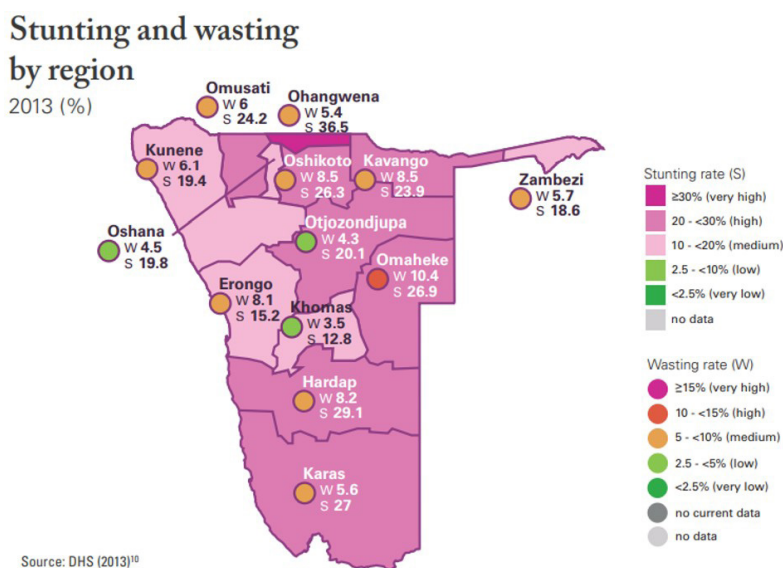 Stunting and wasting
by region
2013 (%)
Omusati
W 6
S 24.2
Ohangwena
W 5.4
S 36.5
Kunene
W 6.1
S 19.4
Oshikoto
W 8.5
S 26.3
Kavango
W 8.5
S 23.9
Zambezi
W 5.7
S 18.6
Oshana
W 4.5
S 19.8
Otjozondjupa
W 4.3
S 20.1
Omaheke
W 10.4
S 26.9
Erongo
W 8.1
S 15.2
Khomas
W 3.5
S 12.8
Hardap
W 8.2
S 29.1
Karas
W 5.6
S 27
Stunting rate (S)
≥30% (very high)
20 - <30% (high)
10 - <20% (medium)
2.5 - <10% (low)
<2.5% (very low)
no data
Wasting rate (W)
≥15% (very high)
10 - <15% (high)
5 - <10% (medium)
2.5 - <5% (low)
<2.5% (very low)
no current data
no data
Source: DHS (2013)¹⁰